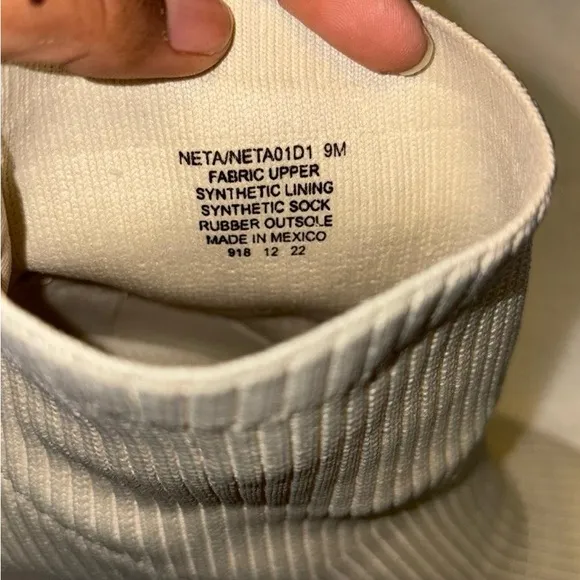 NETA/NETA01D1 9M
FABRIC UPPER
SYNTHETIC LINING
SYNTHETIC SOCK
RUBBER OUTSOLE
MADE IN MEXICO
918 12 22